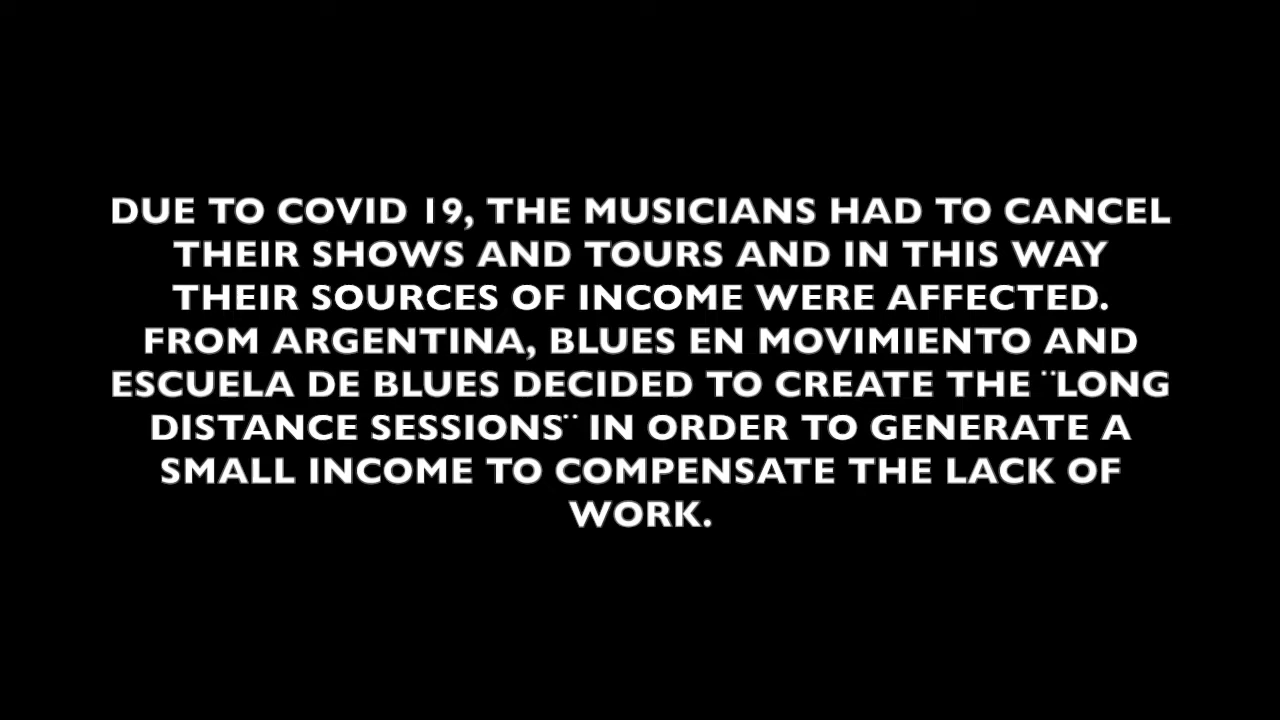 DUE TO COVID 19, THE MUSICIANS HAD TO CANCEL
THEIR SHOWS AND TOURS AND IN THIS WAY
THEIR SOURCES OF INCOME WERE AFFECTED.
FROM ARGENTINA, BLUES EN MOVIMIENTO AND
ESCUELA DE BLUES DECIDED TO CREATE THE ¨LONG
DISTANCE SESSIONS¨ IN ORDER TO GENERATE A
SMALL INCOME TO COMPENSATE THE LACK OF
WORK.